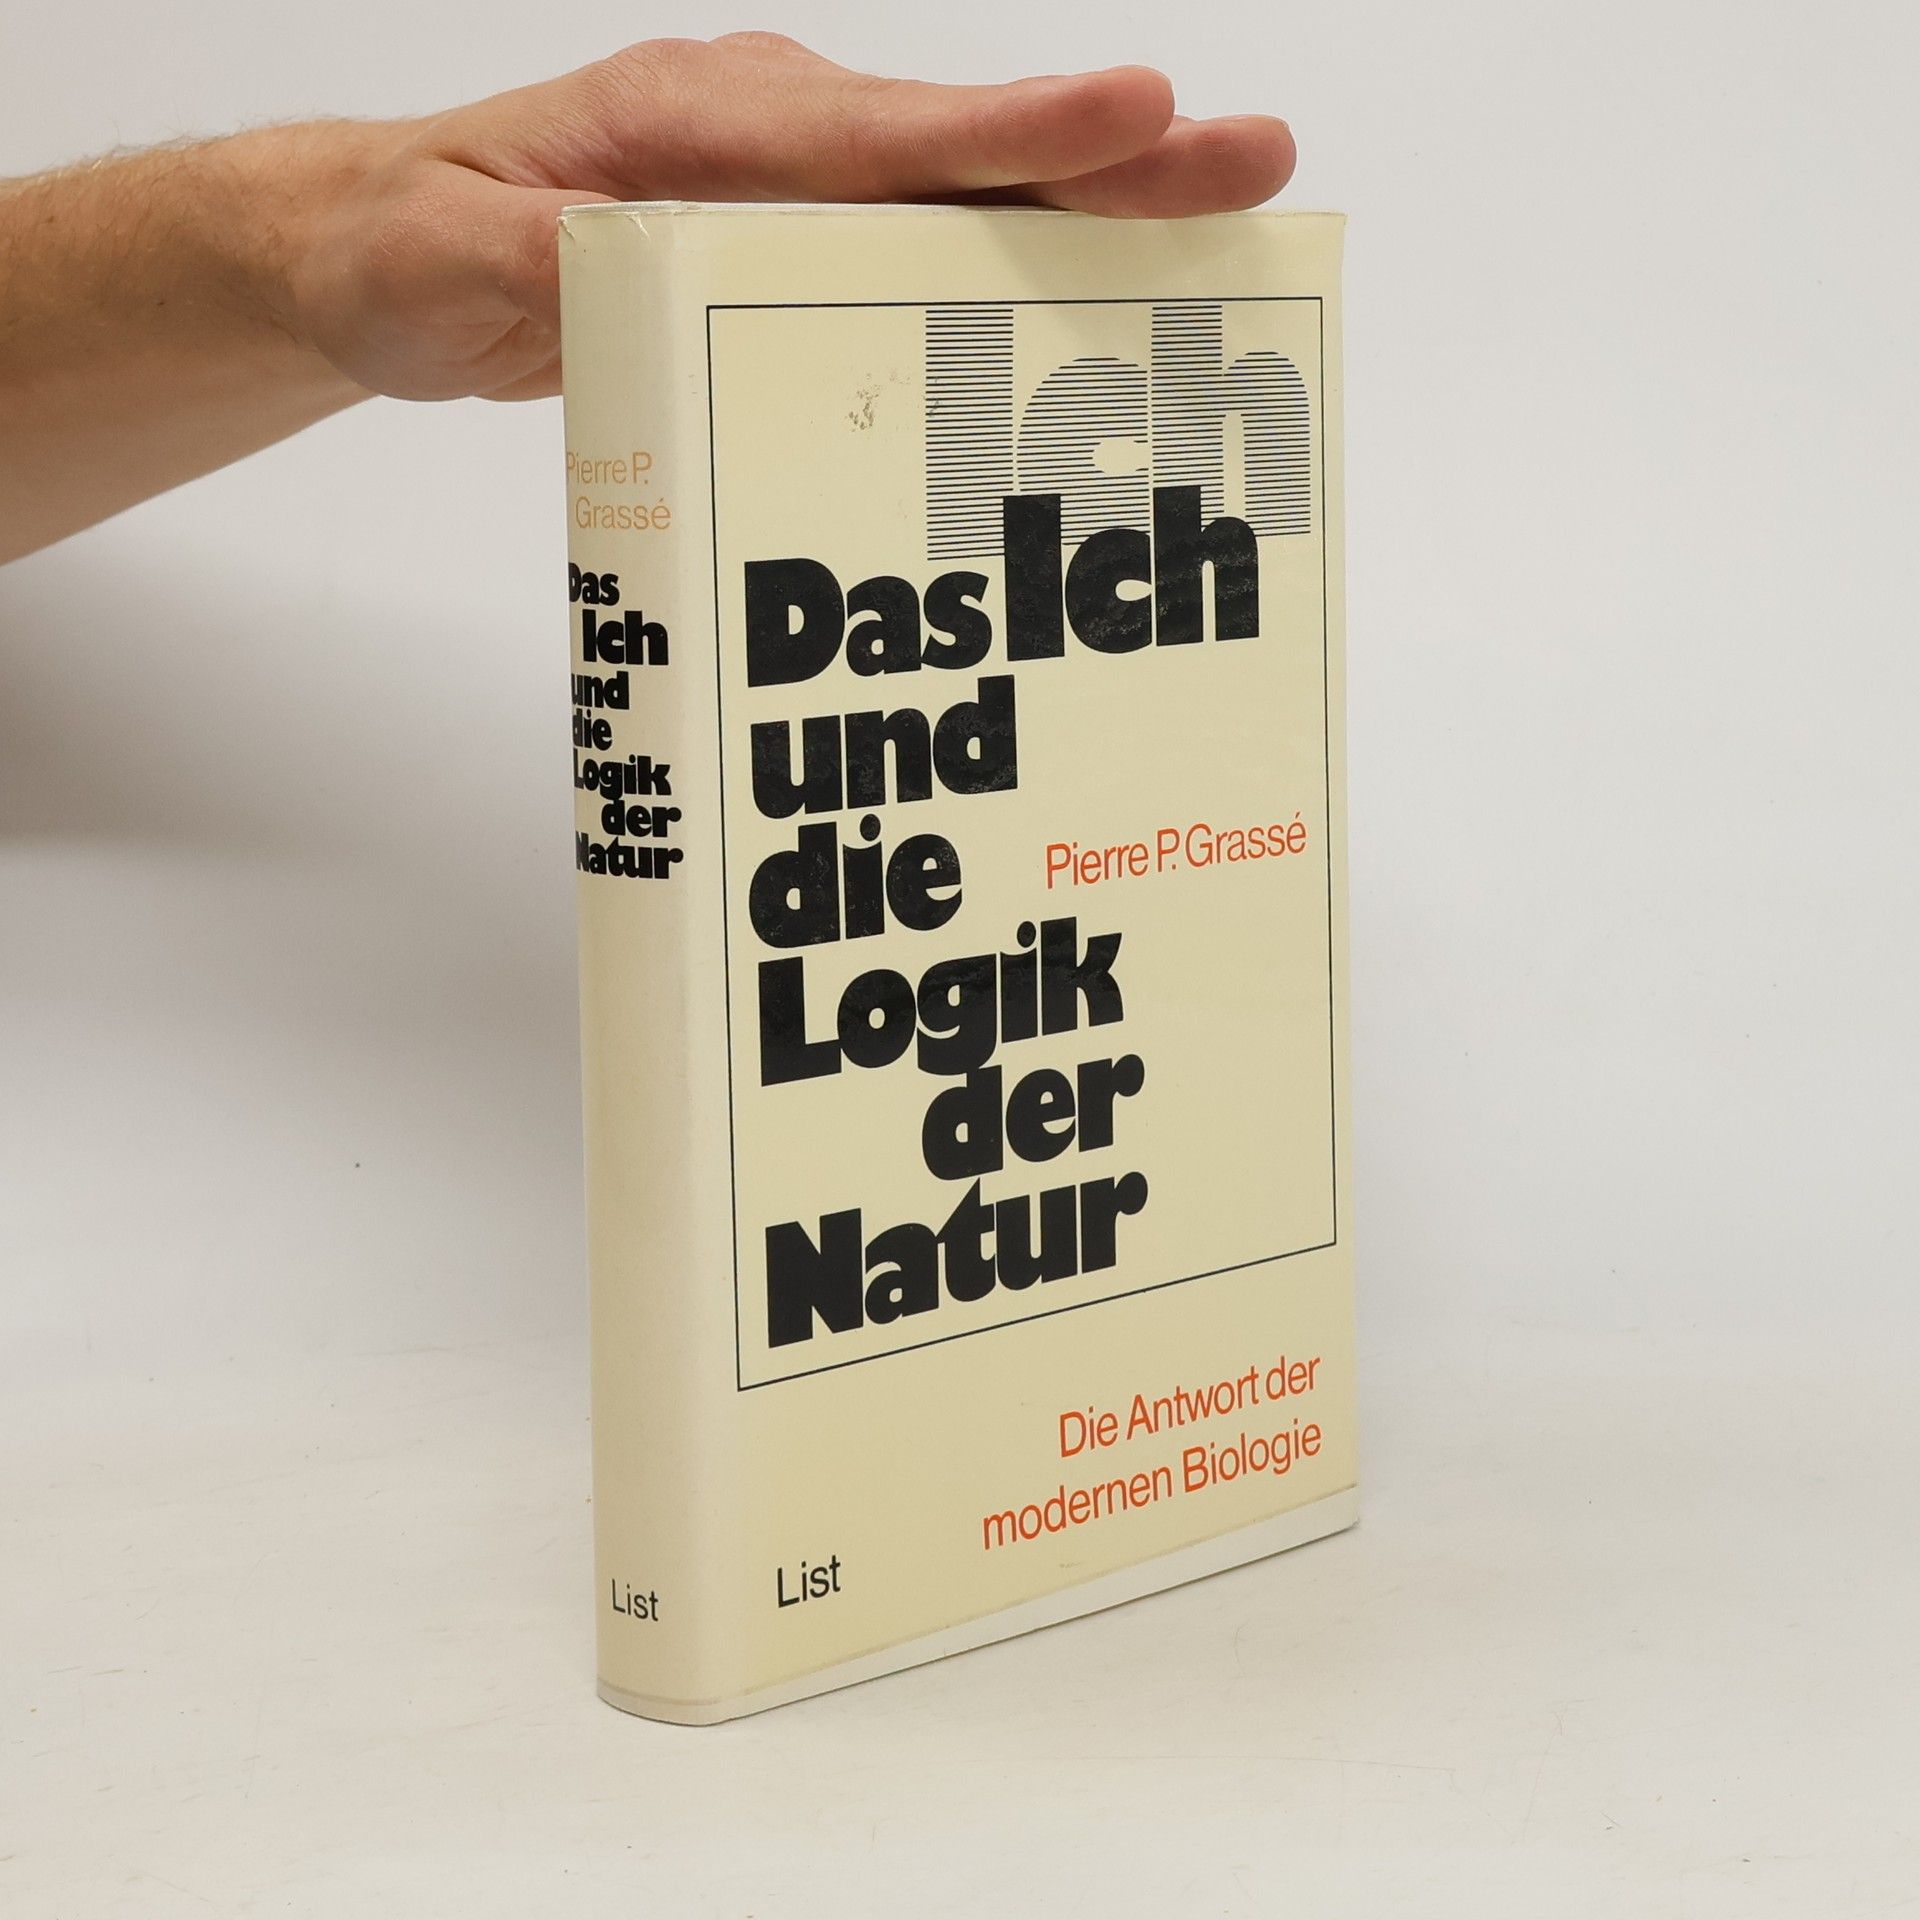 Pierre P.
Grassé
Das
Ich
und
die
Logik
der
Natur
List
Ich
Das Ich
und
die
Pierre P. Grassé
Logik
der
Natur
Die Antwort der
modernen Biologie
List